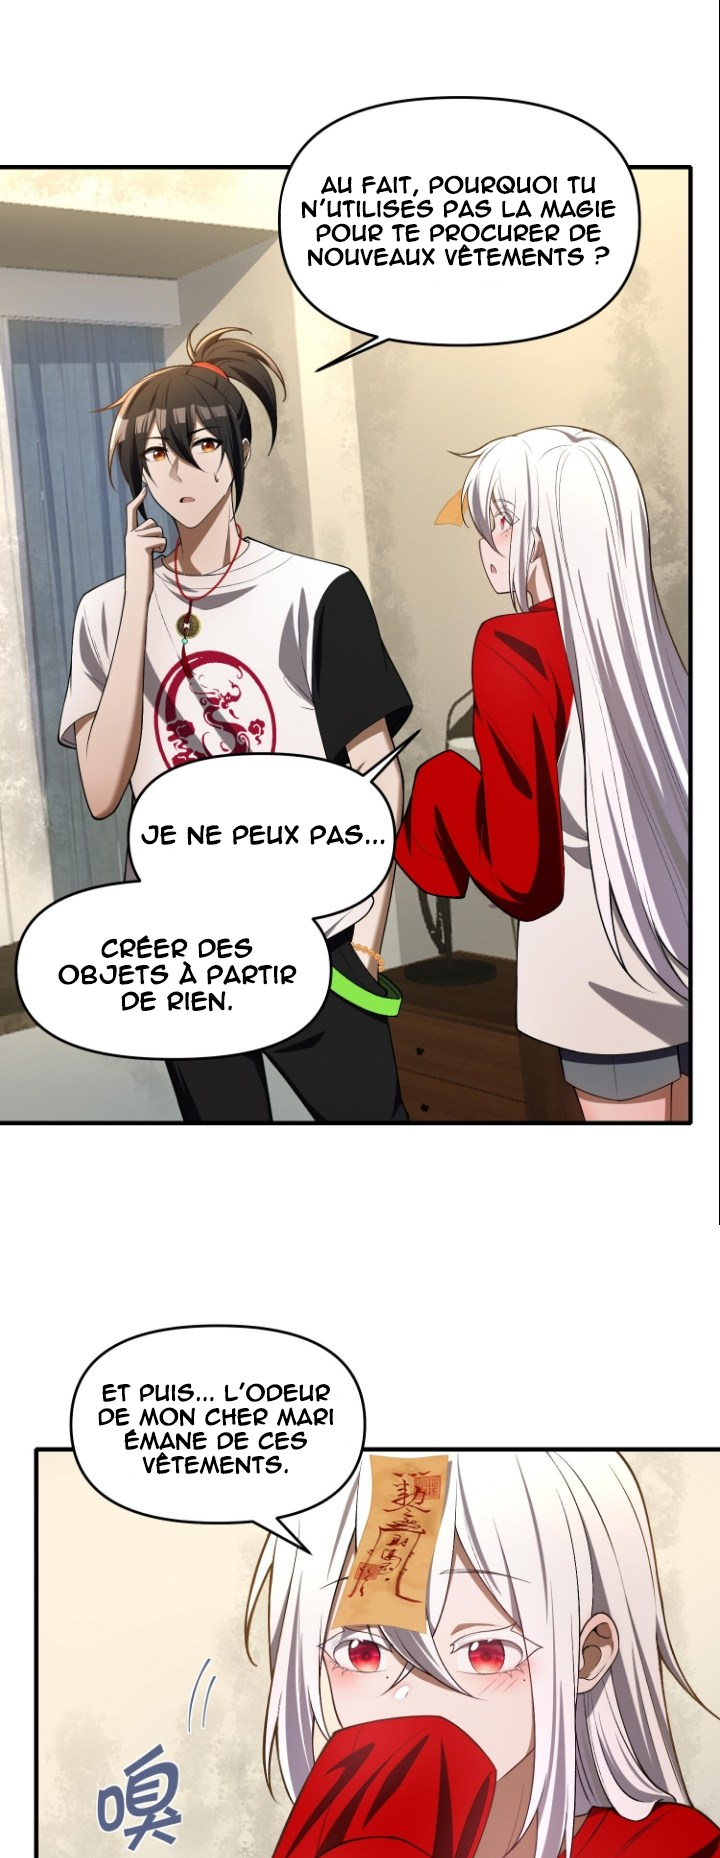 AU FAIT, POURQUOI TU
N'UTILISES PAS LA MAGIE
POUR TE PROCURER DE
NOUVEAUX VÊTEMENTS ?
JE NE PEUX PAS...
CRÉER DES
OBJETS À PARTIR
DE RIEN.
ET PUIS... L'ODEUR
DE MON CHER MARI
ÉMANE DE CES
VÊTEMENTS.
嗅